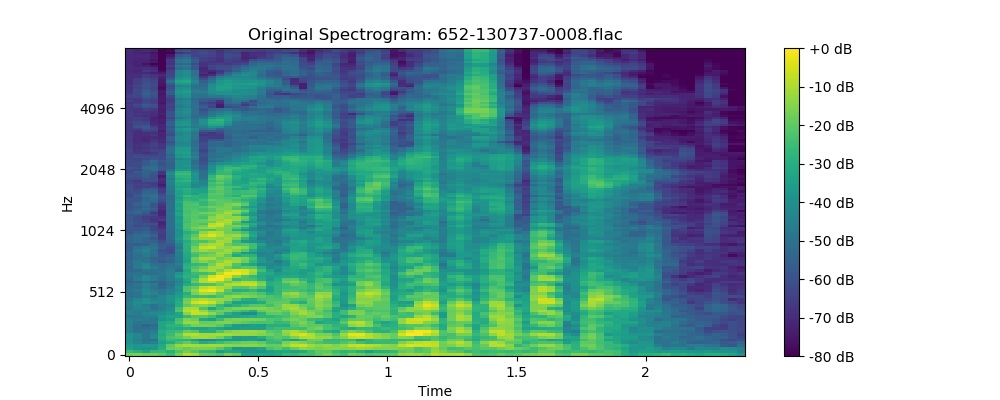 Original Spectrogram: 652-130737-0008.flac
Hz
4096
2048
1024
512
0
0
0.5
1
1.5
2
Time
+0 dB
-10 dB
-20 dB
-30 dB
-40 dB
-50 dB
-60 dB
-70 dB
-80 dB